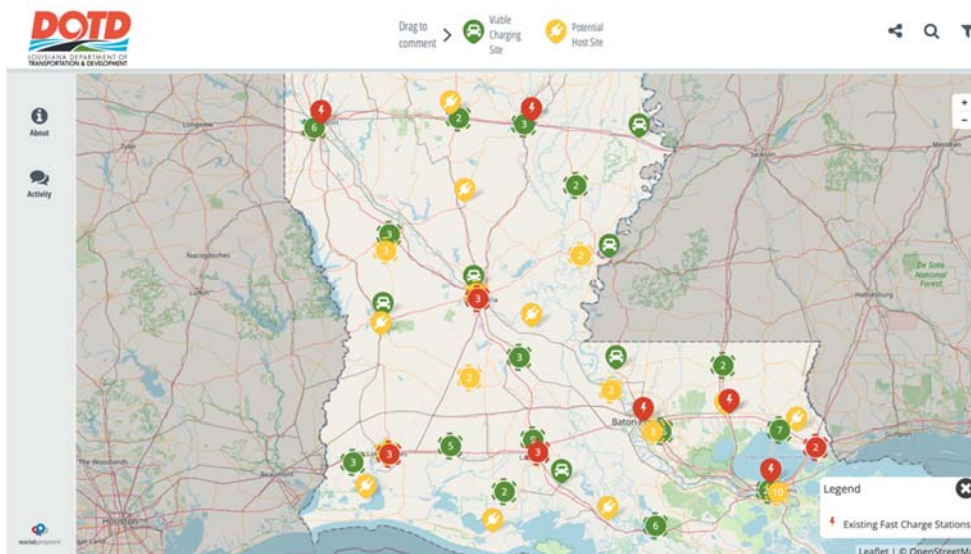 DOTD
LOUISIANA DEPARTMENT OF
TRANSPORTATION & DEVELOPMENT
Drag to
comment
Viable
Charging
Site
Potential
Host Site
About
Activity
6
2
3
2
3
3
2
3
3
2
2
2
3
7
3
5
3
3
2
2
10
2
6
Longview
Tyler
Nacogdoches
Lufkin
Jackson
Meridian
De Soto
National
Forest
Hattiesburg
Gulfport
Baton
The Woodlands
Beaumont
Houston
+
−
Legend
Existing Fast Charge Stations
socialpinpoint
Leaflet | © OpenStreetM